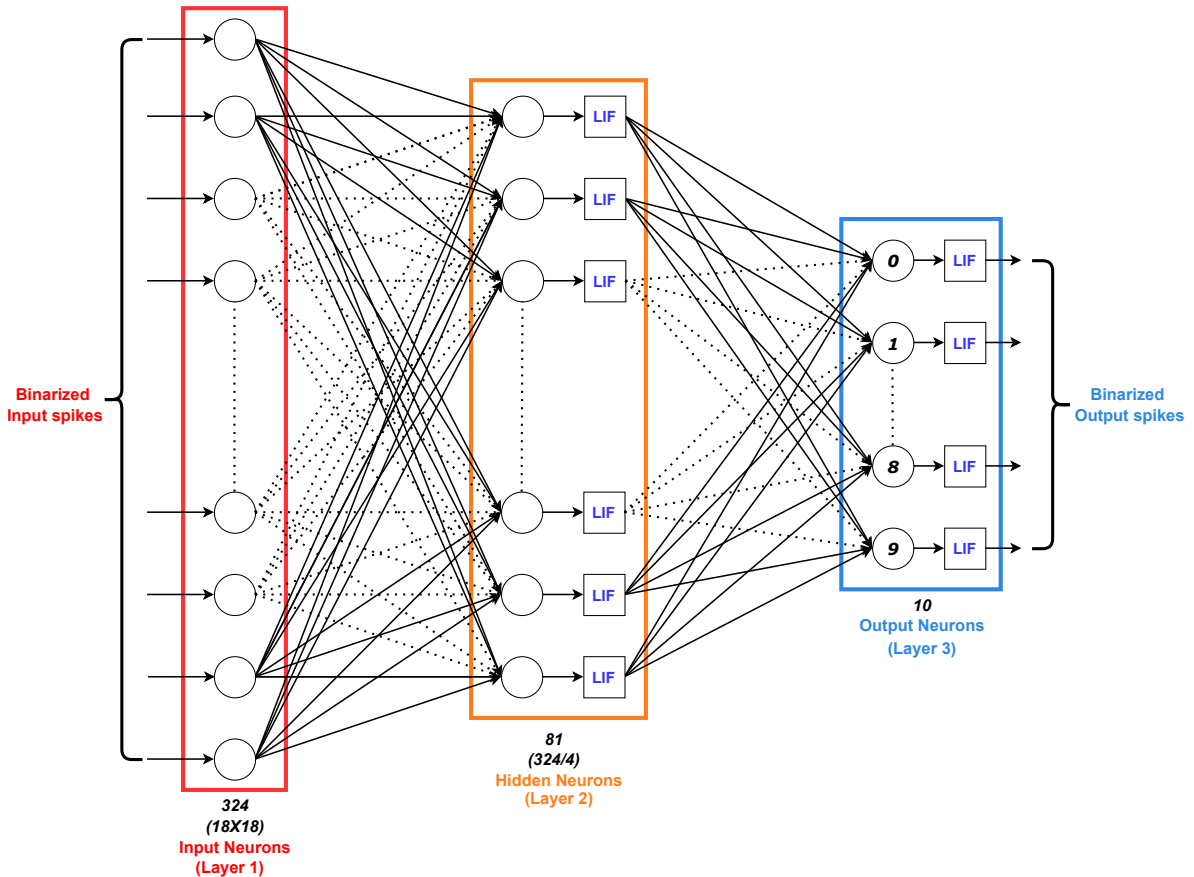 Binarized
Input spikes
324
(18X18)
Input Neurons
(Layer 1)
LIF
LIF
LIF
LIF
LIF
LIF
81
(324/4)
Hidden Neurons
(Layer 2)
0 LIF
1 LIF
8 LIF
9 LIF
10
Output Neurons
(Layer 3)
Binarized
Output spikes